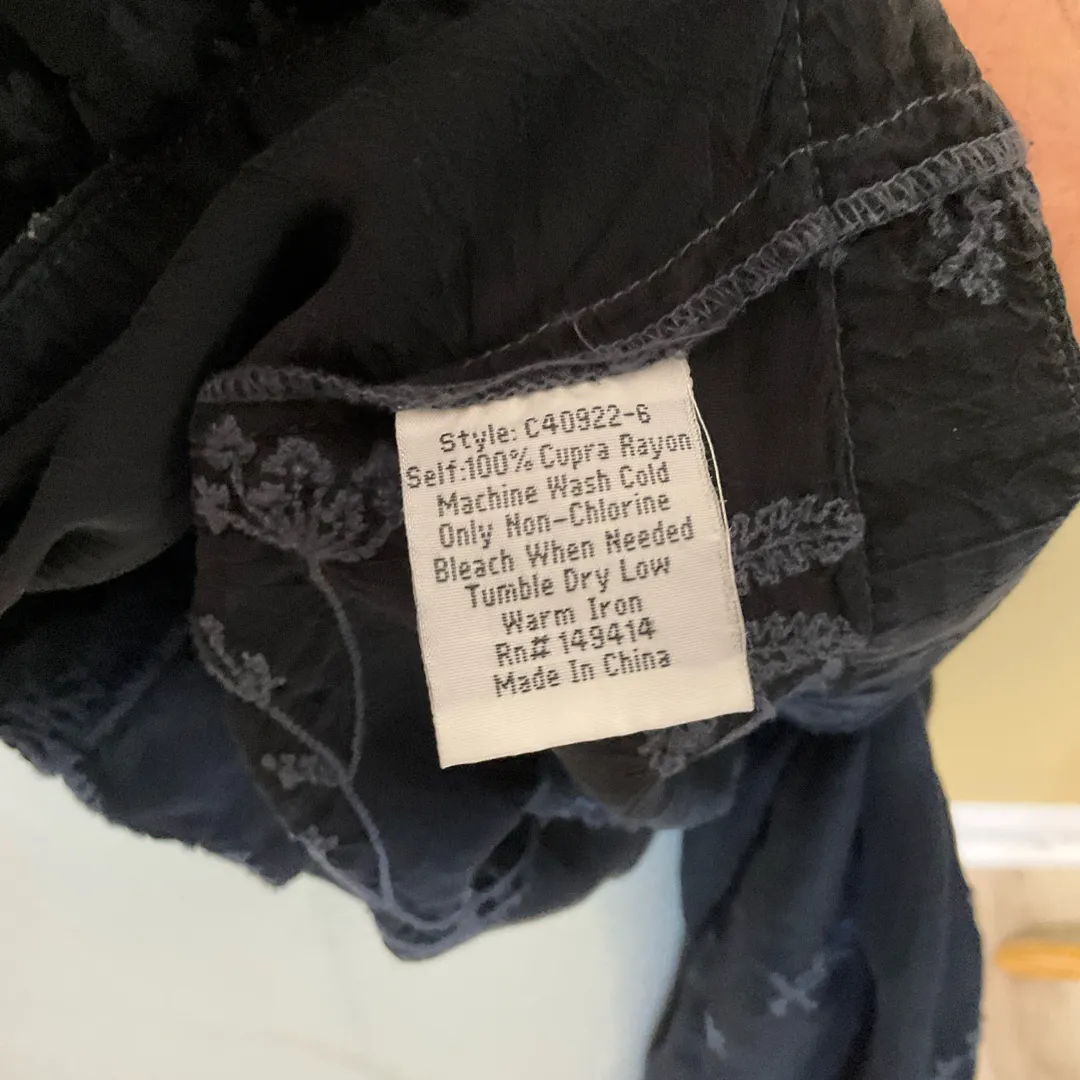 Style: C40922-6
Self:100% Cupra Rayon
Machine Wash Cold
Only Non-Chlorine
Bleach When Needed
Tumble Dry Low
Warm Iron
Rn# 149414
Made In China